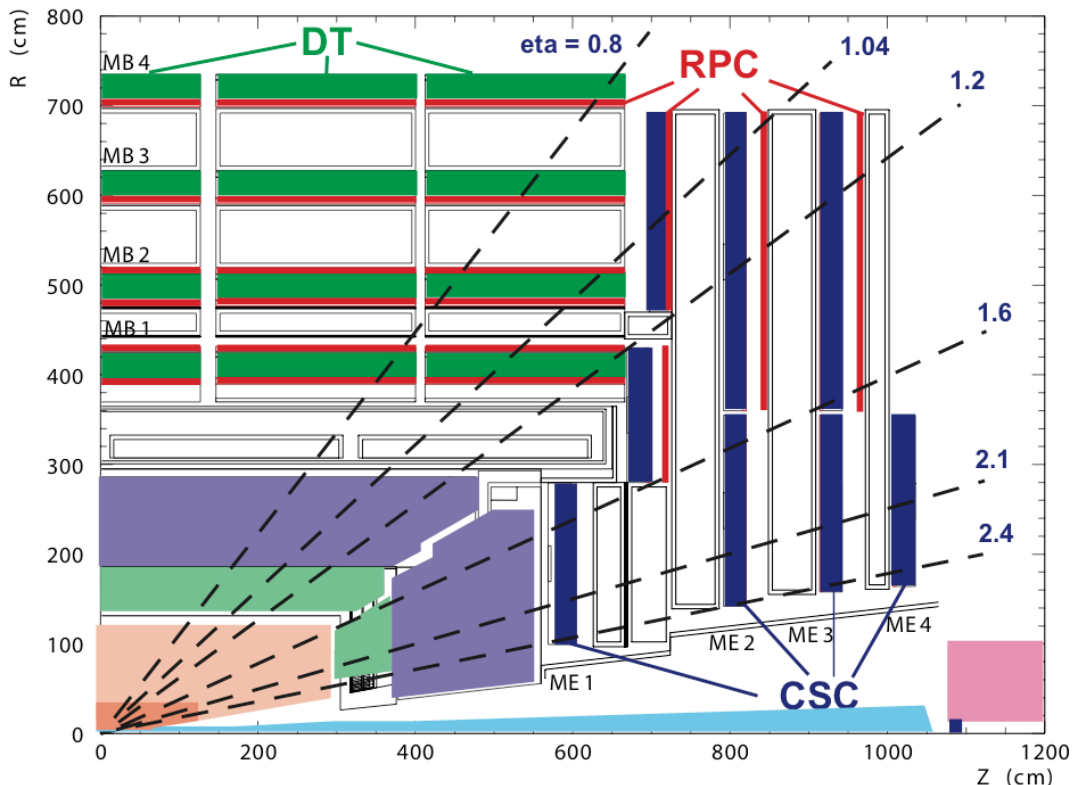 R (cm)
800
700
600
500
400
300
200
100
0
MB 4
MB 3
MB 2
MB 1
DT
eta = 0.8
RPC
1.04
1.2
1.6
2.1
2.4
ME 1
ME 2
ME 3
ME 4
CSC
0
200
400
600
800
1000
1200
Z (cm)